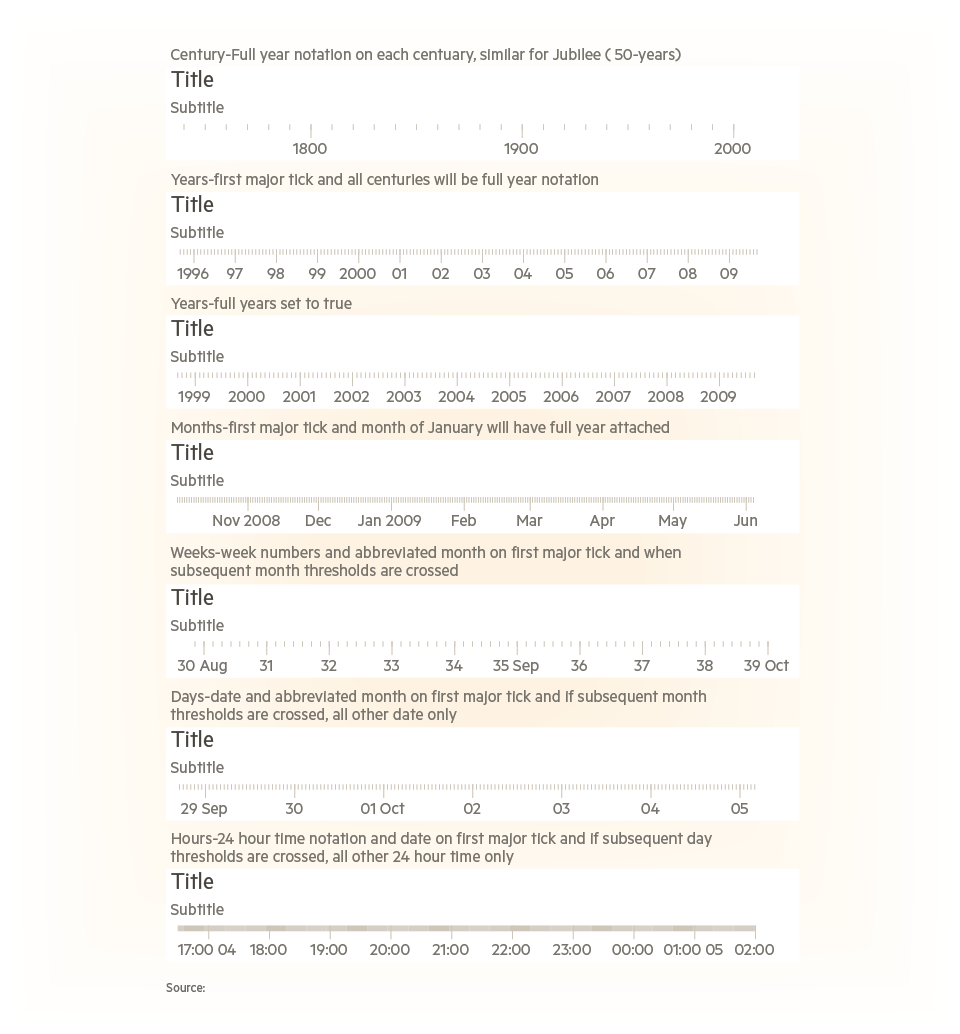 Century-Full year notation on each centuary, similar for Jubilee ( 50-years)
Title
Subtitle
1800 1900 2000
Years-first major tick and all centuries will be full year notation
Title
Subtitle
1996 97 98 99 2000 01 02 03 04 05 06 07 08 09
Years-full years set to true
Title
Subtitle
1999 2000 2001 2002 2003 2004 2005 2006 2007 2008 2009
Months-first major tick and month of January will have full year attached
Title
Subtitle
Nov 2008 Dec Jan 2009 Feb Mar Apr May Jun
Weeks-week numbers and abbreviated month on first major tick and when
subsequent month thresholds are crossed
Title
Subtitle
30 Aug 31 32 33 34 35 Sep 36 37 38 39 Oct
Days-date and abbreviated month on first major tick and if subsequent month
thresholds are crossed, all other date only
Title
Subtitle
29 Sep 30 01 Oct 02 03 04 05
Hours-24 hour time notation and date on first major tick and if subsequent day
thresholds are crossed, all other 24 hour time only
Title
Subtitle
17:00 04 18:00 19:00 20:00 21:00 22:00 23:00 00:00 01:00 05 02:00
Source: